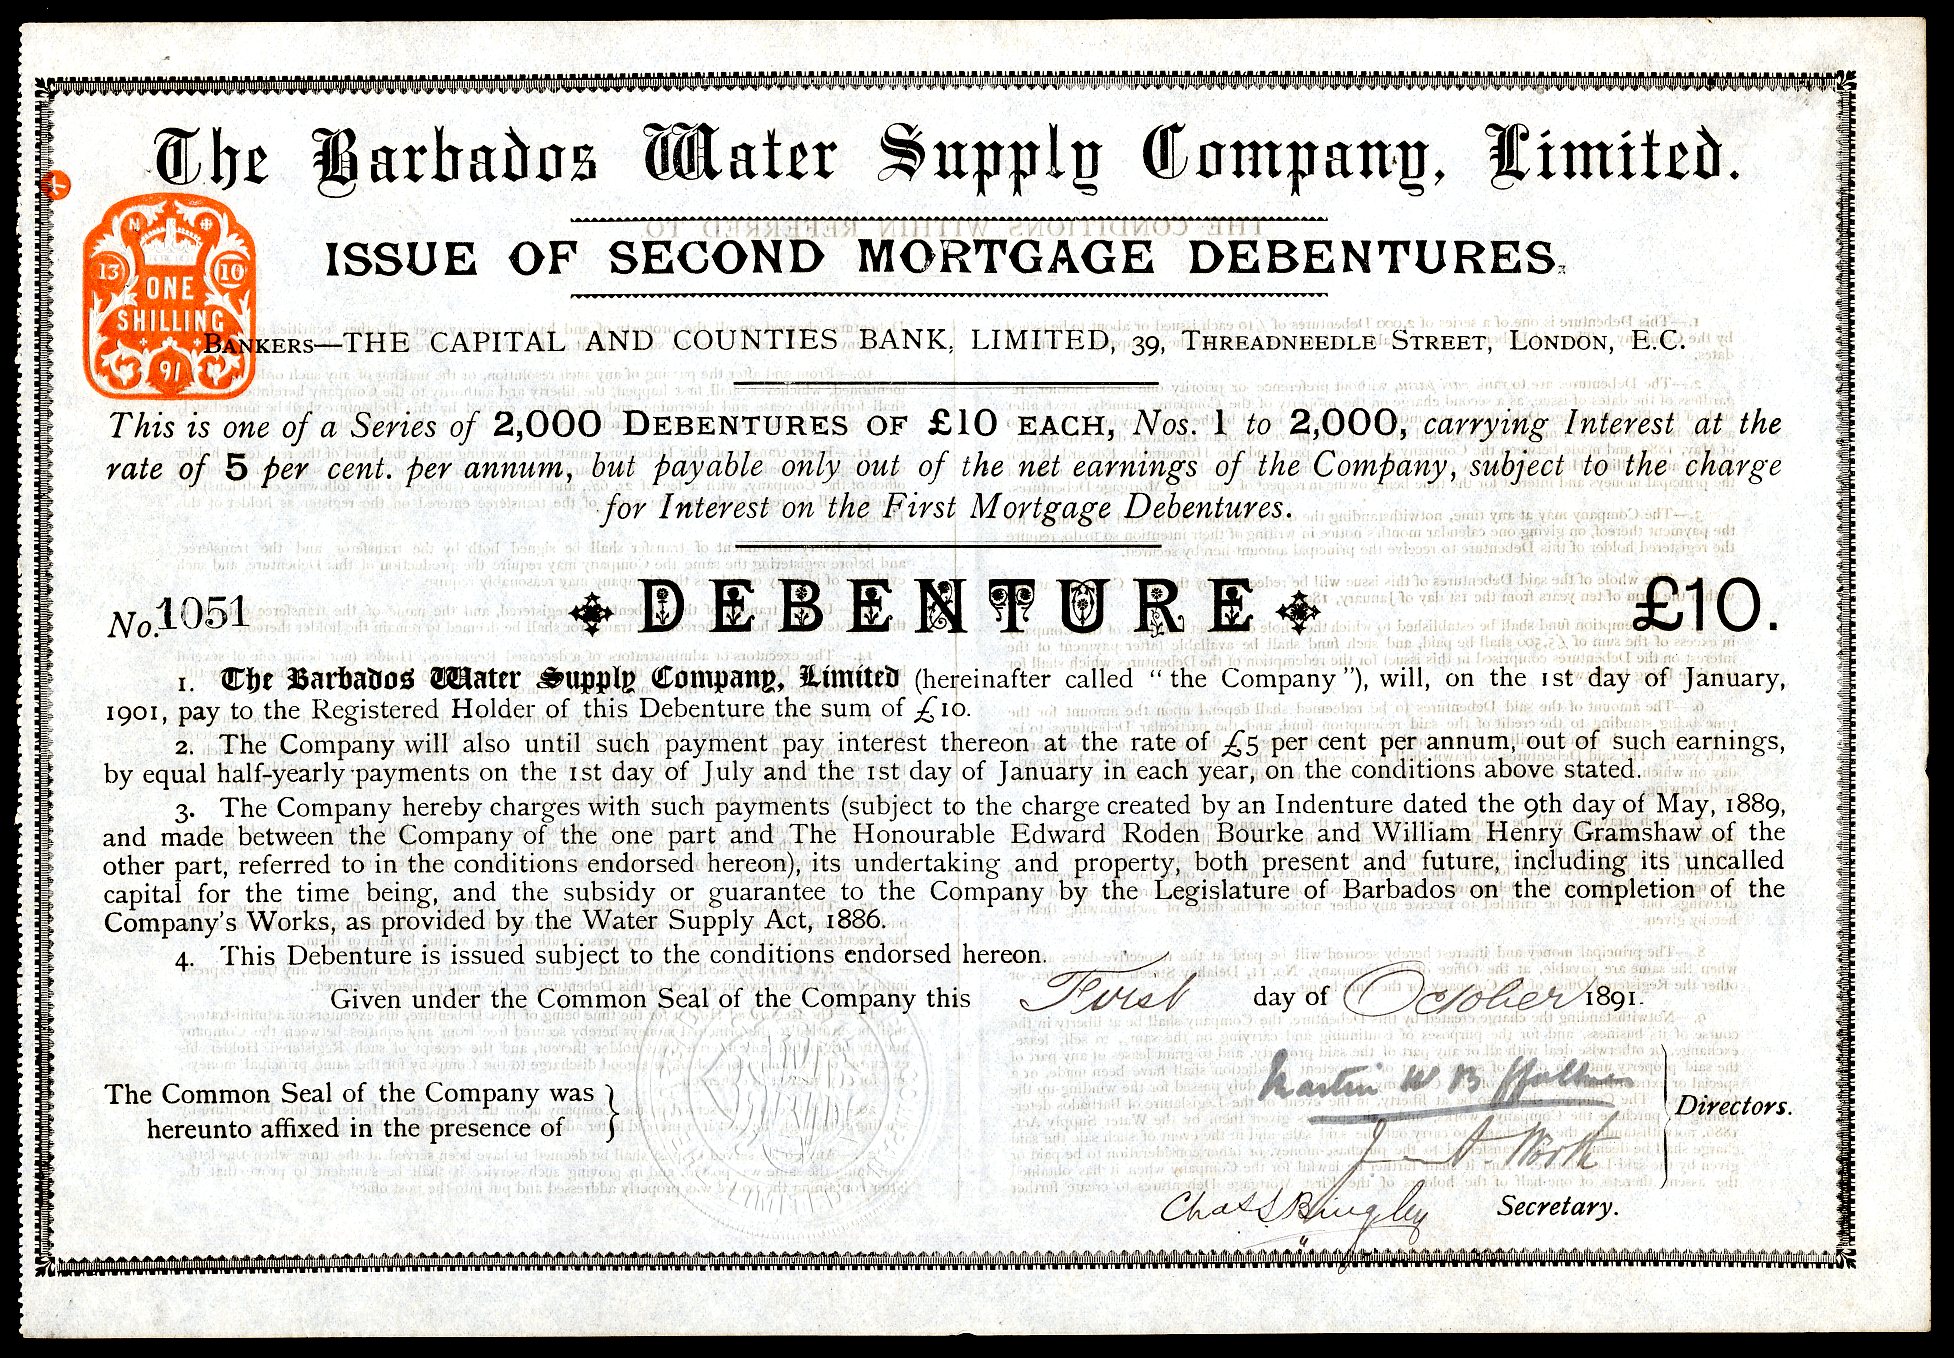 The Barbados Water Supply Company, Limited.
ISSUE OF SECOND MORTGAGE DEBENTURES.
N
13 10
ONE
SHILLING
91
BANKERS—THE CAPITAL AND COUNTIES BANK, LIMITED, 39, THREADNEEDLE STREET, LONDON, E.C.
This is one of a Series of 2,000 DEBENTURES OF £10 EACH, Nos. 1 to 2,000, carrying Interest at the
rate of 5 per cent. per annum, but payable only out of the net earnings of the Company, subject to the charge
for Interest on the First Mortgage Debentures.
No. 1051 DEBENTURE £10.
1. The Barbados Water Supply Company, Limited (hereinafter called "the Company"), will, on the 1st day of January,
1901, pay to the Registered Holder of this Debenture the sum of £10.
2. The Company will also until such payment pay interest thereon at the rate of £5 per cent per annum, out of such earnings,
by equal half-yearly payments on the 1st day of July and the 1st day of January in each year, on the conditions above stated.
3. The Company hereby charges with such payments (subject to the charge created by an Indenture dated the 9th day of May, 1889,
and made between the Company of the one part and The Honourable Edward Roden Bourke and William Henry Gramshaw of the
other part, referred to in the conditions endorsed hereon), its undertaking and property, both present and future, including its uncalled
capital for the time being, and the subsidy or guarantee to the Company by the Legislature of Barbados on the completion of the
Company's Works, as provided by the Water Supply Act, 1886.
4. This Debenture is issued subject to the conditions endorsed hereon.
Given under the Common Seal of the Company this First day of October 1891.
The Common Seal of the Company was
hereunto affixed in the presence of
Martin W B
Directors.
Worth
Chas S Bingley Secretary.